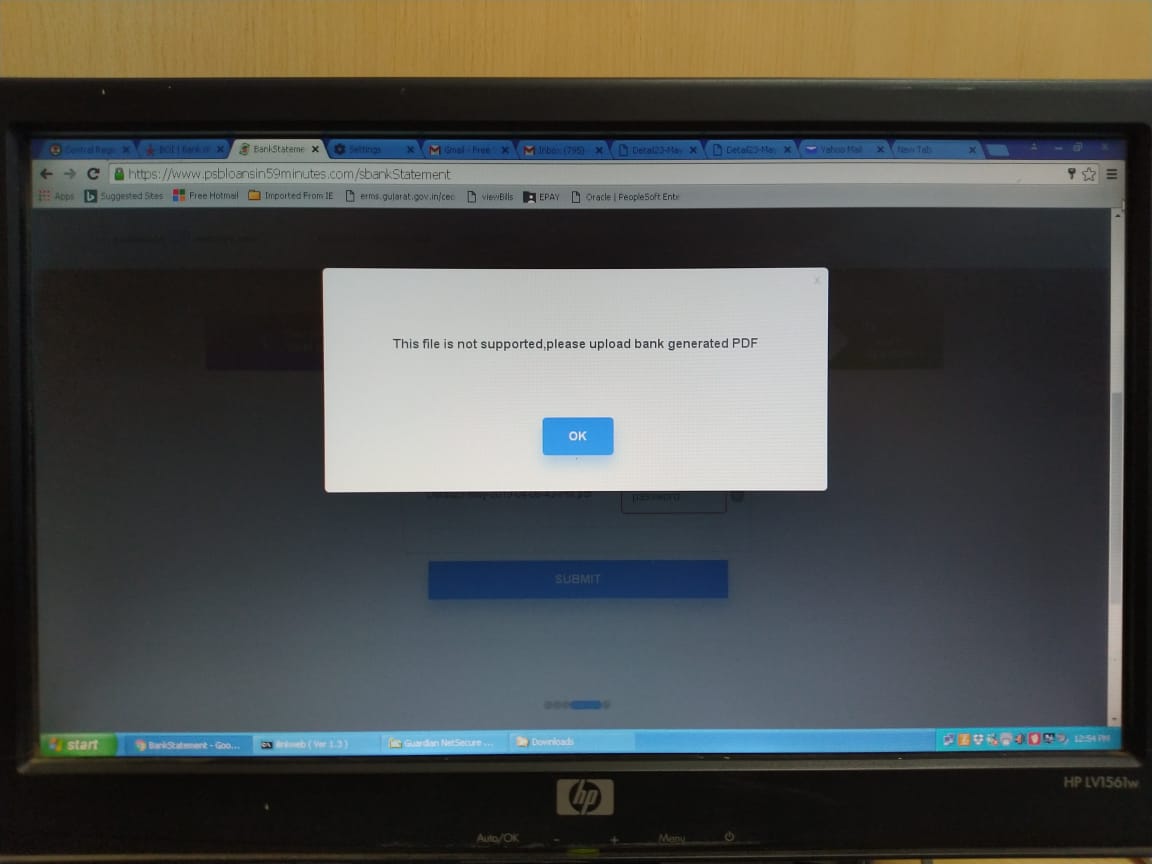 Central Regis
BOI | Bank of
BankStateme
Settings
Gmail - Free
Inbox (795)
Detail23-May
Detail23-May
Yahoo Mail
New Tab
https://www.psbloansin59minutes.com/sbankStatement
Apps
Suggested Sites
Free Hotmail
Imported From IE
erms.gujarat.gov.in/ceo
viewBills
EPAY
Oracle | PeopleSoft Ente
x
This file is not supported,please upload bank generated PDF
OK
password
SUBMIT
start
BankStatement - Goo...
(Ver 1.3)
Guardian NetSecure ...
Downloads
12:54 PM
hp
HP LV1561w
Auto/OK
-
+
Menu